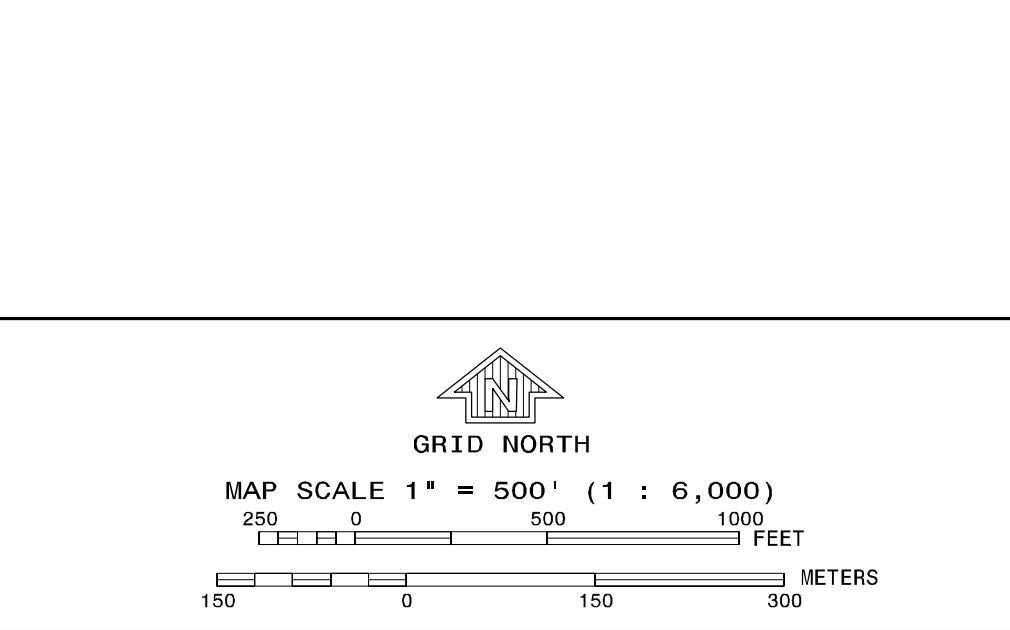 N
GRID NORTH
MAP SCALE 1" = 500' (1 : 6,000)
250 0 500 1000
FEET
METERS
150 0 150 300